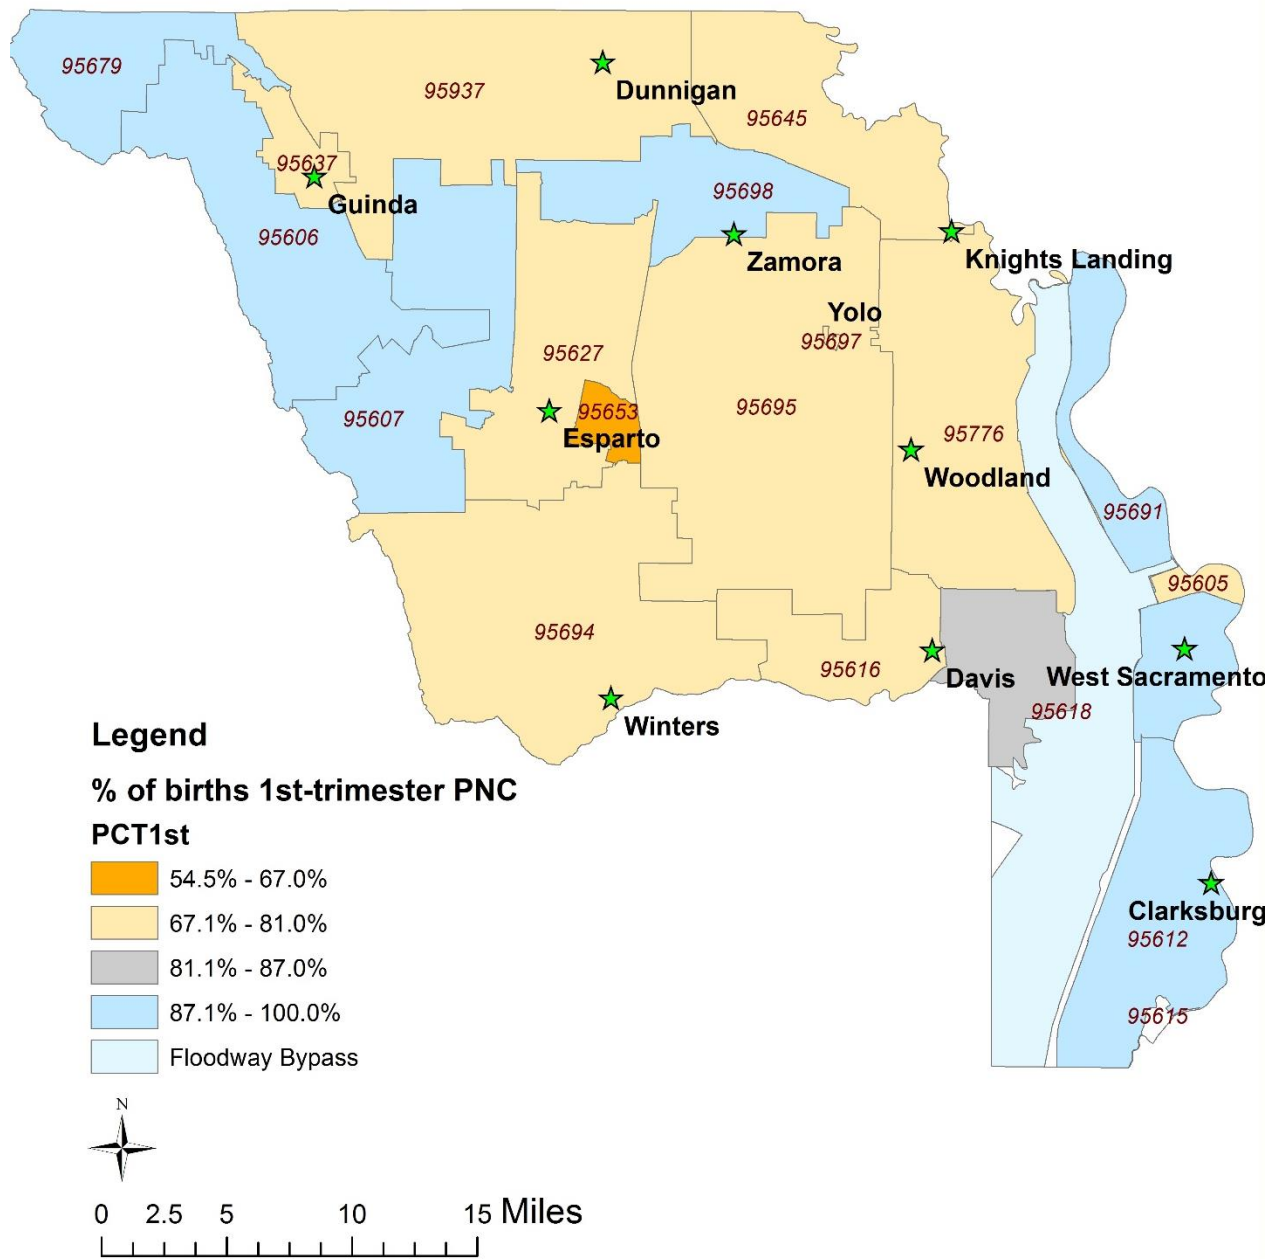 95679
95937
Dunnigan
95645
95637
Guinda
95698
95606
Zamora
Knights Landing
Yolo
95697
95627
95653
95695
95607
Esparto
95776
Woodland
95691
95605
95694
95616
Davis
West Sacramento
95618
Winters
Clarksburg
95612
95615
Legend
% of births 1st-trimester PNC
PCT1st
54.5% - 67.0%
67.1% - 81.0%
81.1% - 87.0%
87.1% - 100.0%
Floodway Bypass
N
0 2.5 5 10 15 Miles